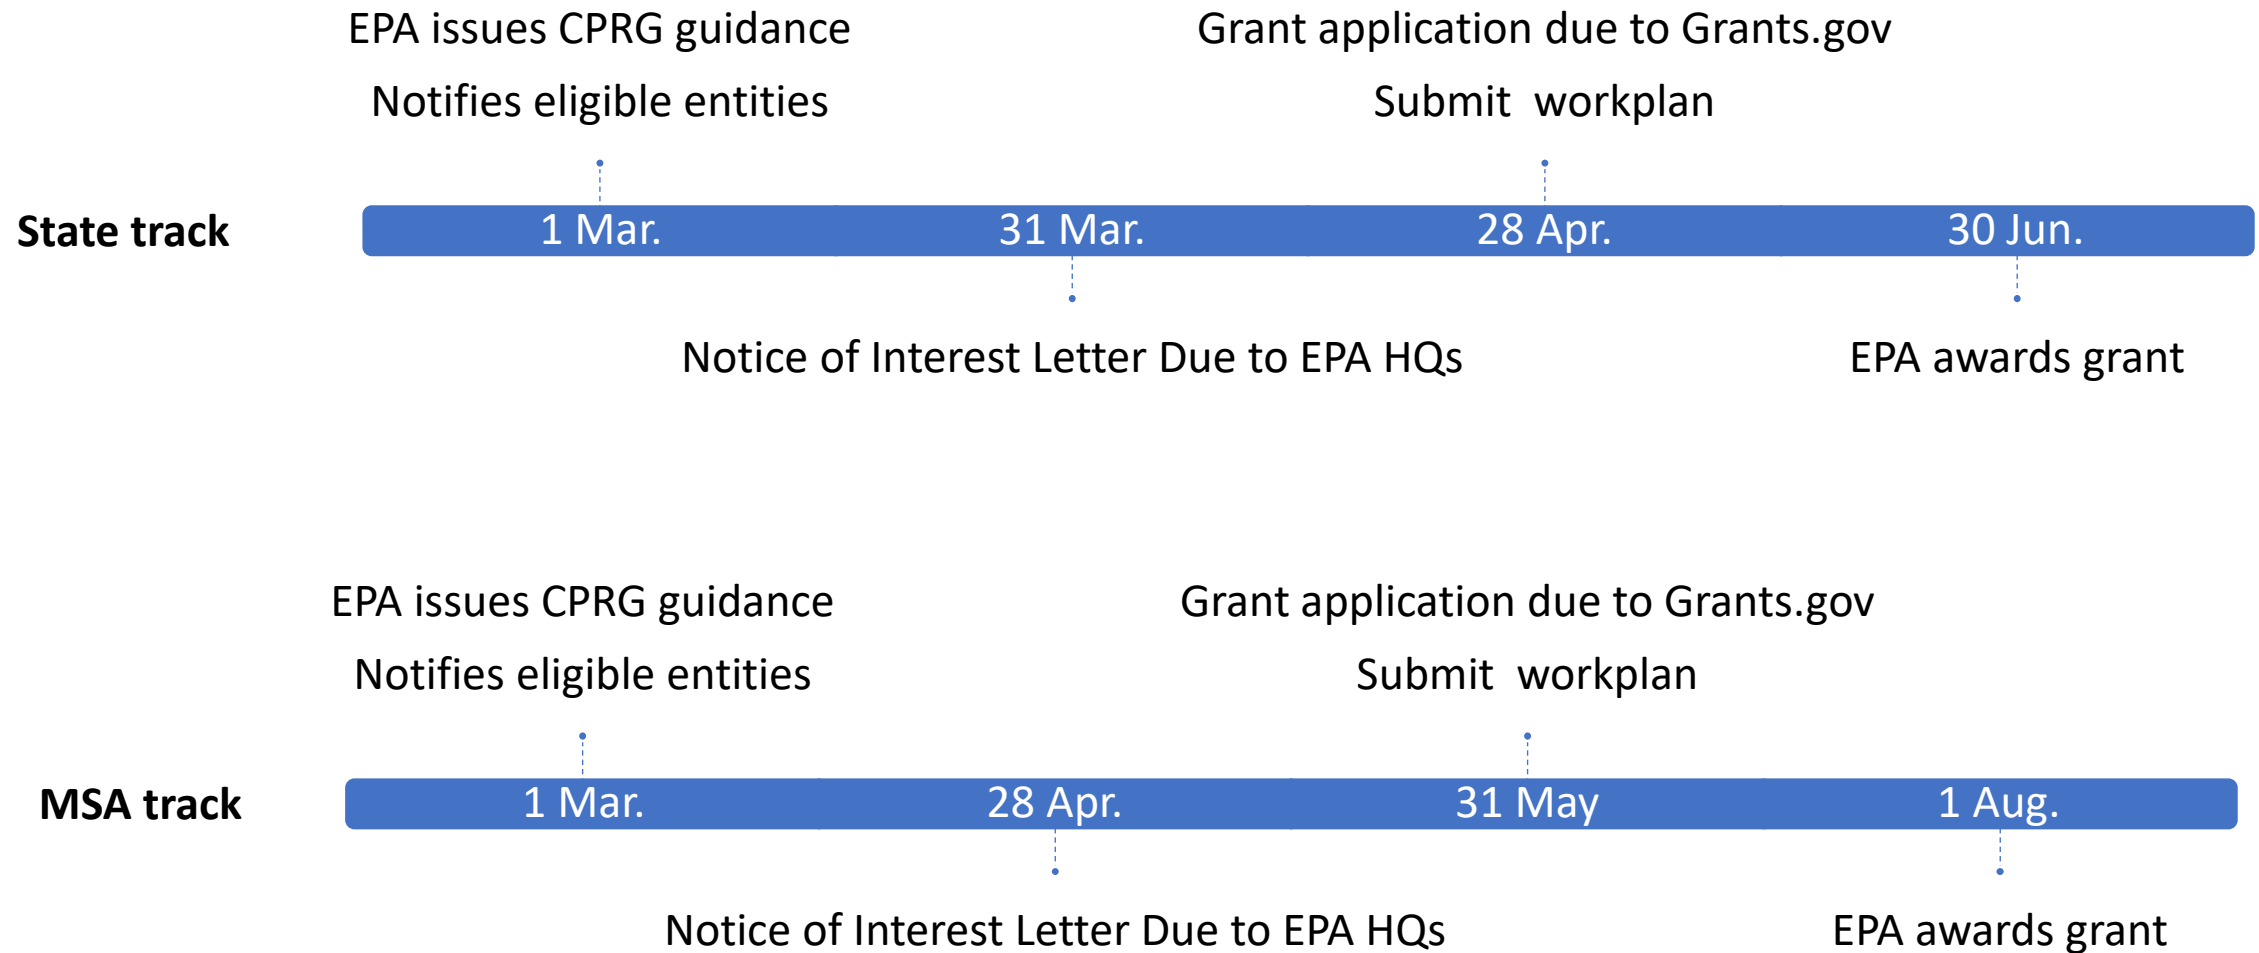 EPA issues CPRG guidance
Notifies eligible entities
Grant application due to Grants.gov
Submit  workplan
State track
1 Mar.
31 Mar.
28 Apr.
30 Jun.
Notice of Interest Letter Due to EPA HQs
EPA awards grant
EPA issues CPRG guidance
Notifies eligible entities
Grant application due to Grants.gov
Submit  workplan
MSA track
1 Mar.
28 Apr.
31 May
1 Aug.
Notice of Interest Letter Due to EPA HQs
EPA awards grant